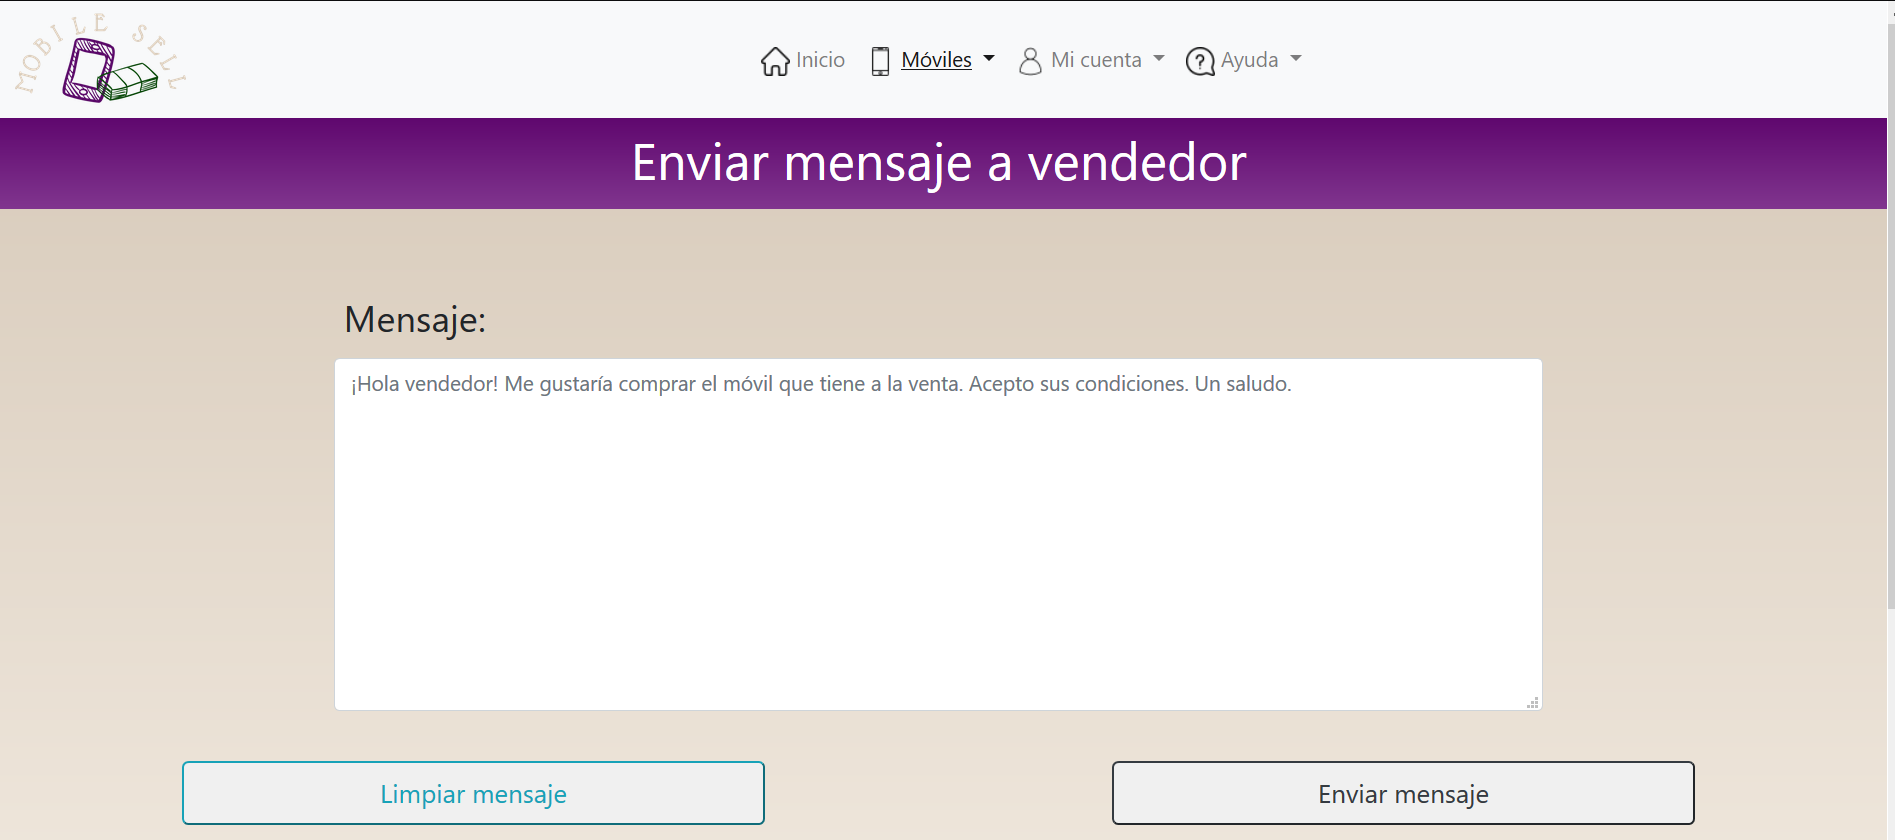 MOBILE SELL
Inicio Móviles Mi cuenta Ayuda
Enviar mensaje a vendedor
Mensaje:
¡Hola vendedor! Me gustaría comprar el móvil que tiene a la venta. Acepto sus condiciones. Un saludo.
Limpiar mensaje Enviar mensaje